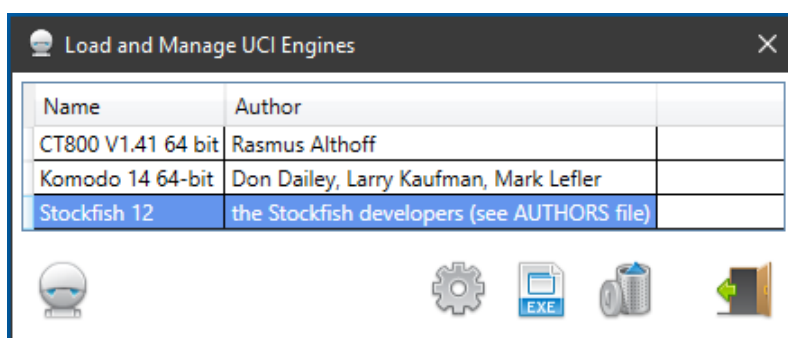 Load and Manage UCI Engines
Name Author
CT800 V1.41 64 bit Rasmus Althoff
Komodo 14 64-bit Don Dailey, Larry Kaufman, Mark Lefler
Stockfish 12 the Stockfish developers (see AUTHORS file)
EXE